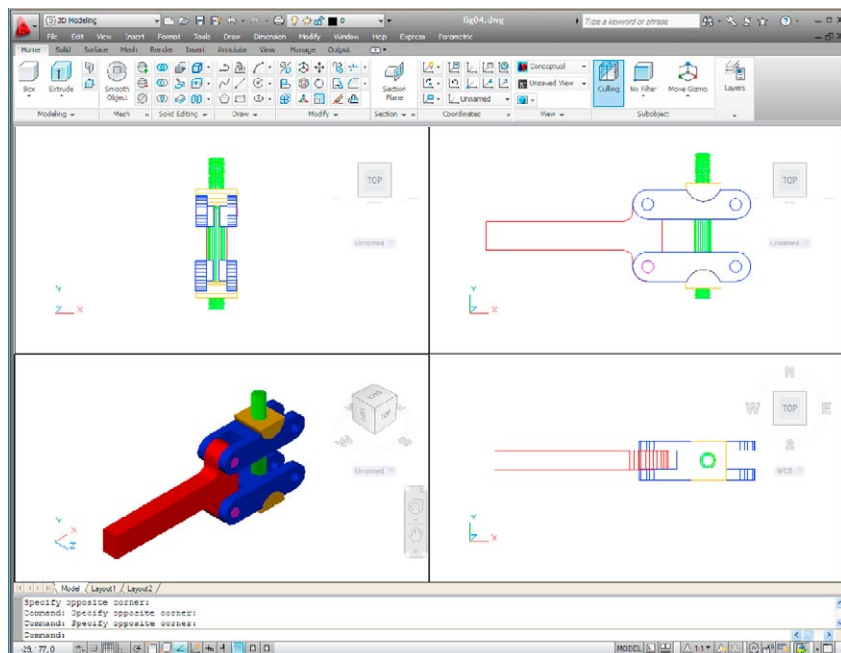 3D Modeling fig04.dwg Type a keyword or phrase
File Edit View Insert Format Tools Draw Dimension Modify Window Help Express Parametric
Home Solid Surface Mesh Render Insert Annotate View Manage Output
Box Extrude Smooth Object Section Plane Unnamed Conceptual Unsaved View Culling No Filter Move Gizmo Layers
Modeling Mesh Solid Editing Draw Modify Section Coordinates View Subobject
TOP
Unnamed
Y
Z X
TOP
Unnamed
Y
Z X
TOP
Unnamed
Y
X
Z
N
W TOP E
S
WCS
Y
Z X
Model Layout1 Layout2
Specify opposite corner:
Command: Specify opposite corner:
Command: Specify opposite corner:
Command:
MODEL 1:1